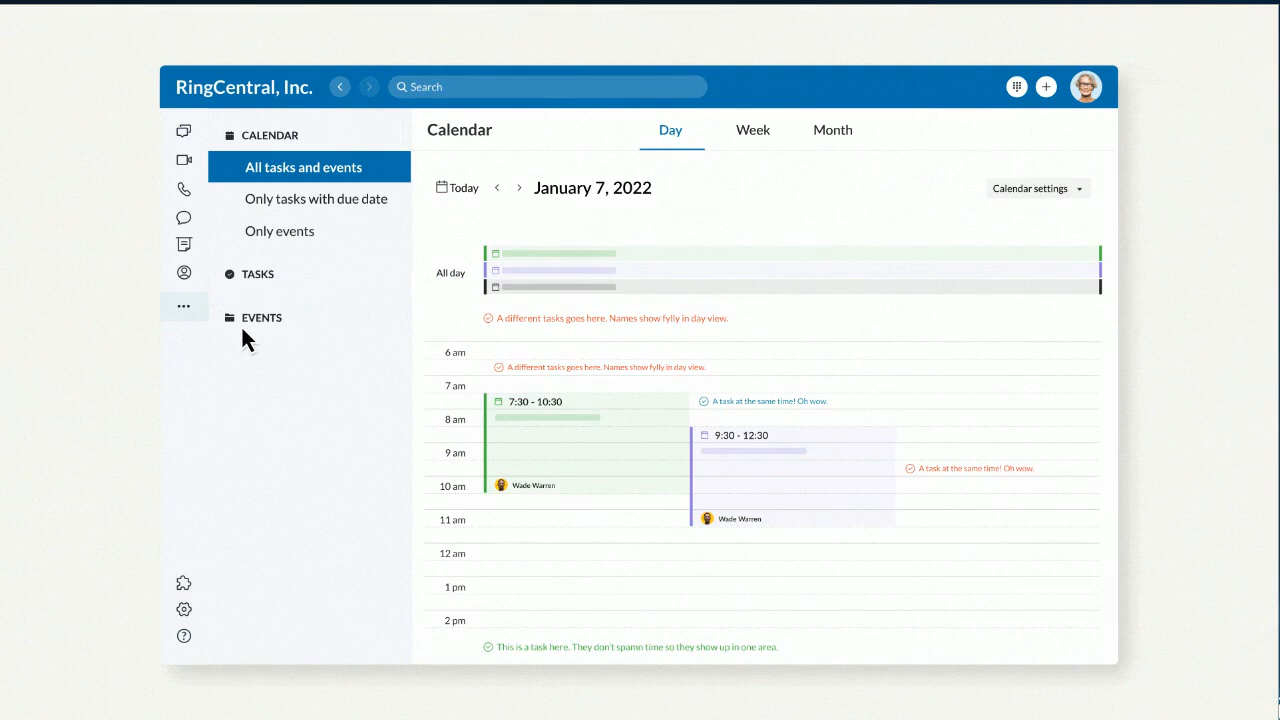 RingCentral, Inc.
Search
CALENDAR
All tasks and events
Only tasks with due date
Only events
TASKS
EVENTS
Calendar
Day
Week
Month
Today
January 7, 2022
Calendar settings
All day
A different tasks goes here. Names show fylly in day view.
6 am
A different tasks goes here. Names show fylly in day view.
7 am
7:30 - 10:30
A task at the same time! Oh wow.
8 am
9:30 - 12:30
9 am
A task at the same time! Oh wow.
10 am
Wade Warren
11 am
Wade Warren
12 am
1 pm
2 pm
This is a task here. They don't spamn time so they show up in one area.